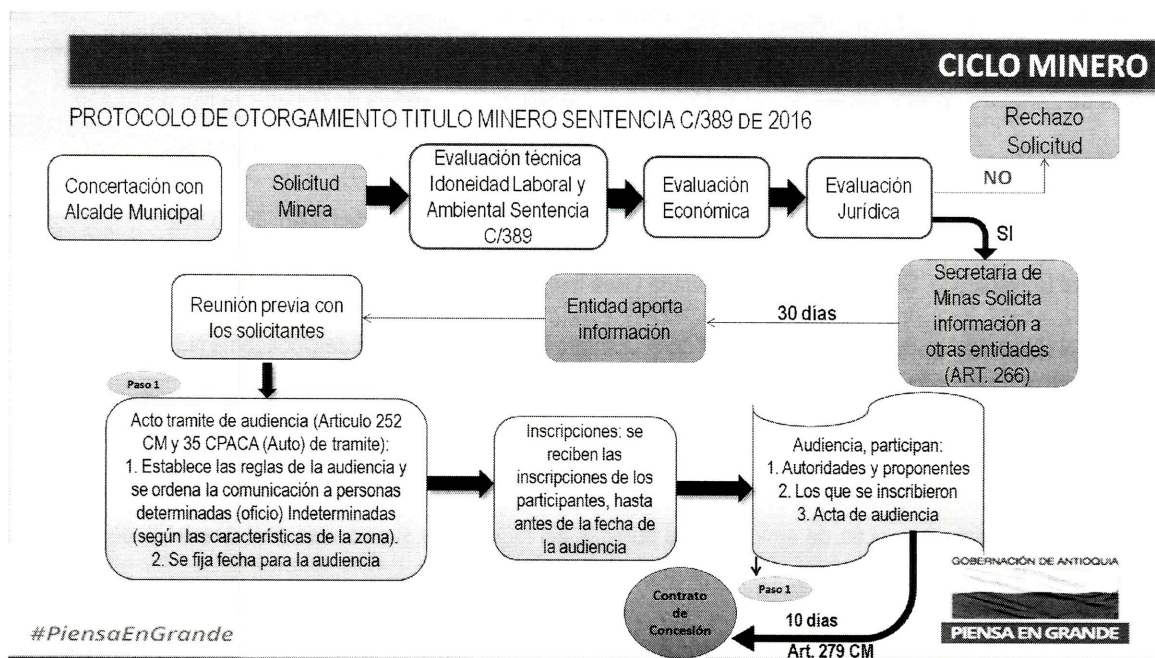 CICLO MINERO
PROTOCOLO DE OTORGAMIENTO TITULO MINERO SENTENCIA C/389 DE 2016
Concertación con
Alcalde Municipal
Solicitud
Minera
Evaluación técnica
Idoneidad Laboral y
Ambiental Sentencia
C/389
Evaluación
Económica
Evaluación
Jurídica
NO
Rechazo
Solicitud
SI
Secretaría de
Minas Solicita
información a
otras entidades
(ART. 266)
30 días
Entidad aporta
información
Reunión previa con
los solicitantes
Paso 1
Acto tramite de audiencia (Articulo 252
CM y 35 CPACA (Auto) de tramite):
1. Establece las reglas de la audiencia y
se ordena la comunicación a personas
determinadas (oficio) Indeterminadas
(según las características de la zona).
2. Se fija fecha para la audiencia
Inscripciones: se
reciben las
inscripciones de los
participantes, hasta
antes de la fecha de
la audiencia
Audiencia, participan:
1. Autoridades y proponentes
2. Los que se inscribieron
3. Acta de audiencia
Paso 1
10 días
Art. 279 CM
Contrato
de
Concesión
GOBERNACIÓN DE ANTIOQUIA
PIENSA EN GRANDE
#PiensaEnGrande